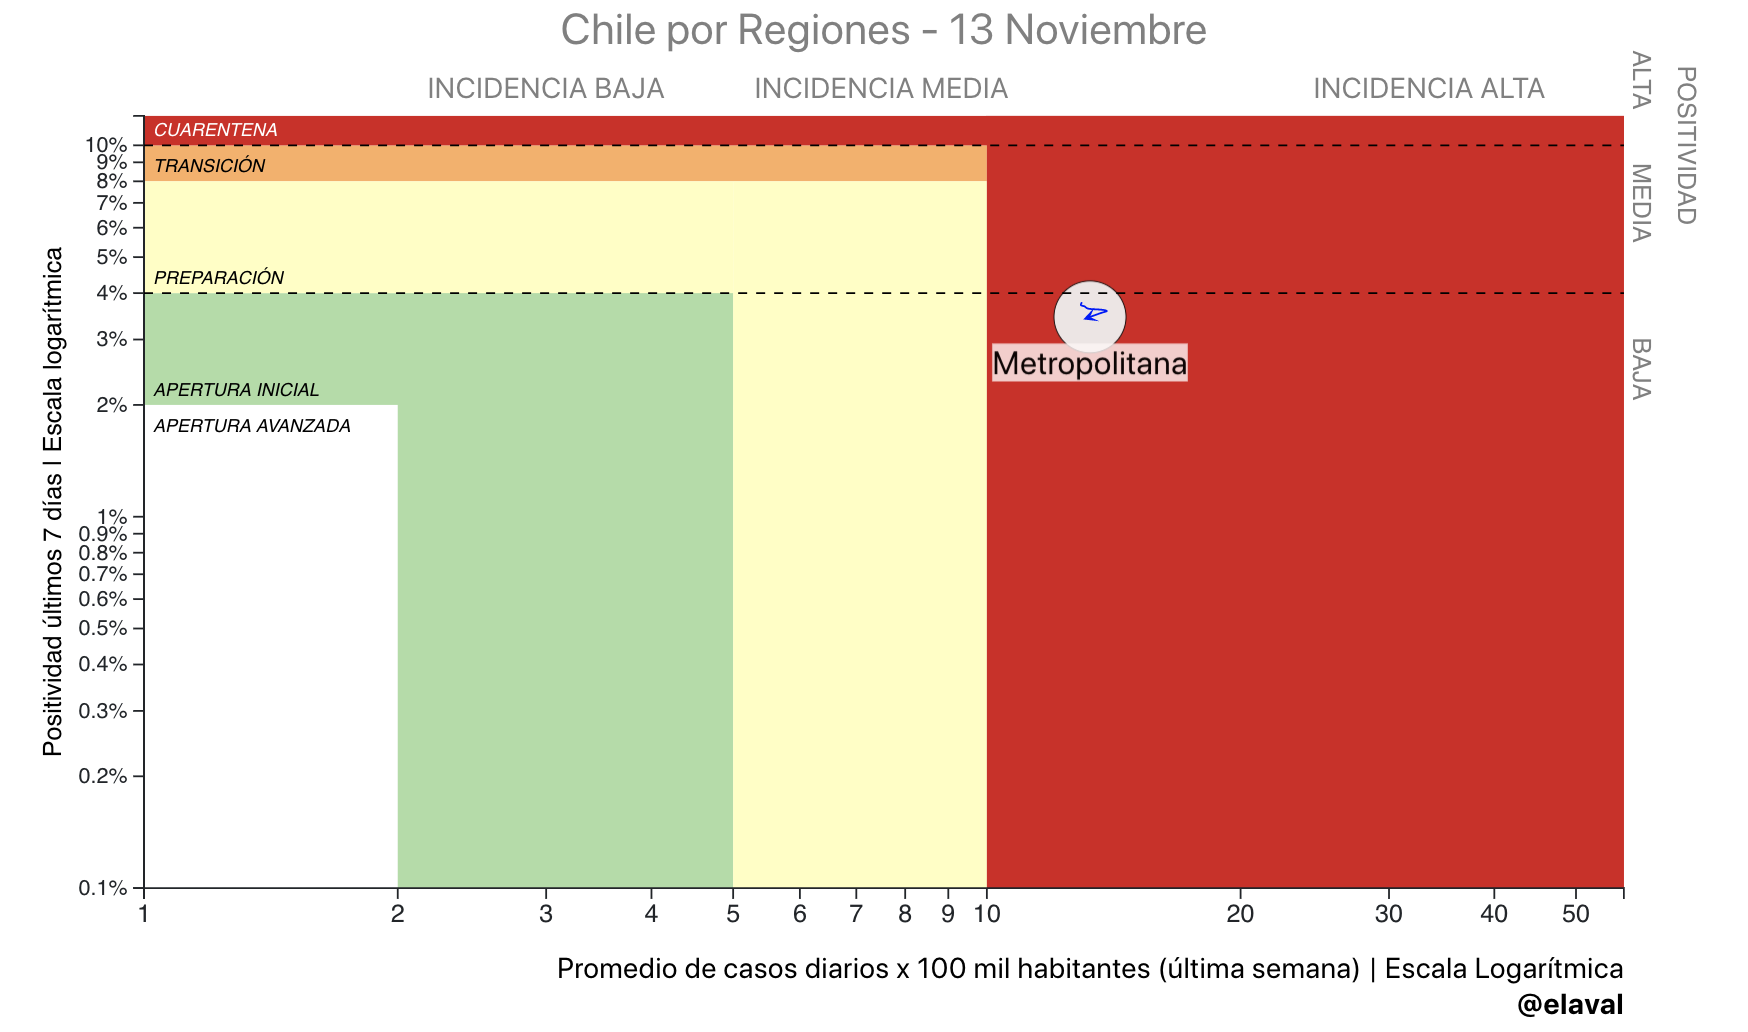 Chile por Regiones - 13 Noviembre
INCIDENCIA BAJA
INCIDENCIA MEDIA
INCIDENCIA ALTA
ALTA
MEDIA
BAJA
POSITIVIDAD
CUARENTENA
TRANSICIÓN
PREPARACIÓN
APERTURA INICIAL
APERTURA AVANZADA
Metropolitana
Positividad últimos 7 días | Escala logarítmica
10%
9%
8%
7%
6%
5%
4%
3%
2%
1%
0.9%
0.8%
0.7%
0.6%
0.5%
0.4%
0.3%
0.2%
0.1%
1 2 3 4 5 6 7 8 9 10 20 30 40 50
Promedio de casos diarios x 100 mil habitantes (última semana) | Escala Logarítmica
@elaval